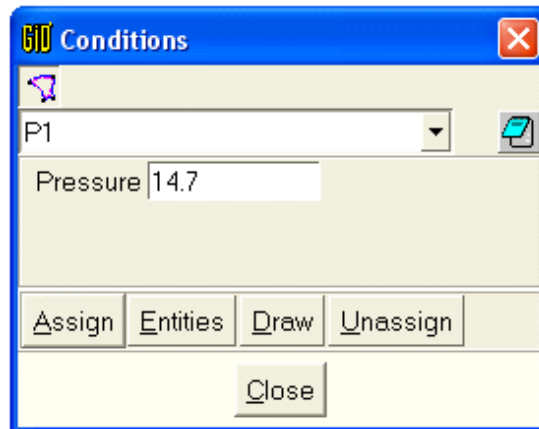 GiD Conditions
P1
Pressure 14.7
Assign Entities Draw Unassign
Close